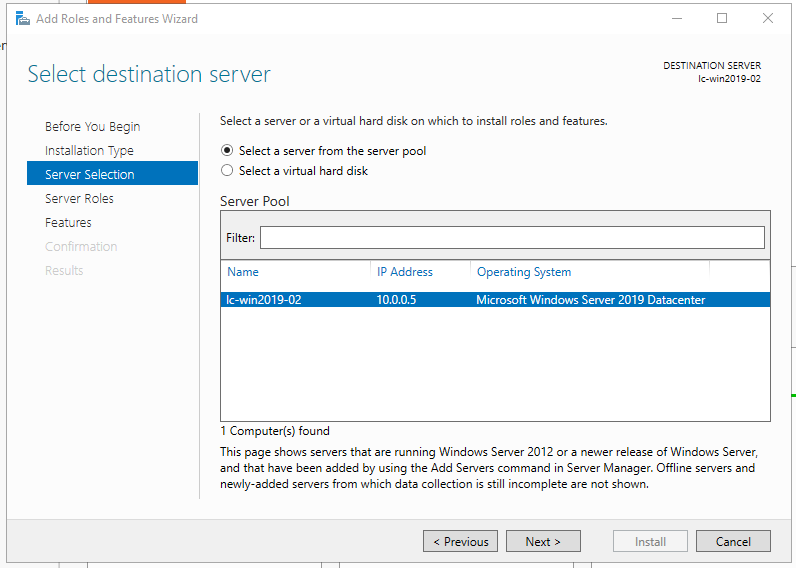 Add Roles and Features Wizard
Select destination server
DESTINATION SERVER
lc-win2019-02
Before You Begin
Installation Type
Server Selection
Server Roles
Features
Confirmation
Results
Select a server or a virtual hard disk on which to install roles and features.
Select a server from the server pool
Select a virtual hard disk
Server Pool
Filter:
Name IP Address Operating System
lc-win2019-02 10.0.0.5 Microsoft Windows Server 2019 Datacenter
1 Computer(s) found
This page shows servers that are running Windows Server 2012 or a newer release of Windows Server,
and that have been added by using the Add Servers command in Server Manager. Offline servers and
newly-added servers from which data collection is still incomplete are not shown.
< Previous Next > Install Cancel